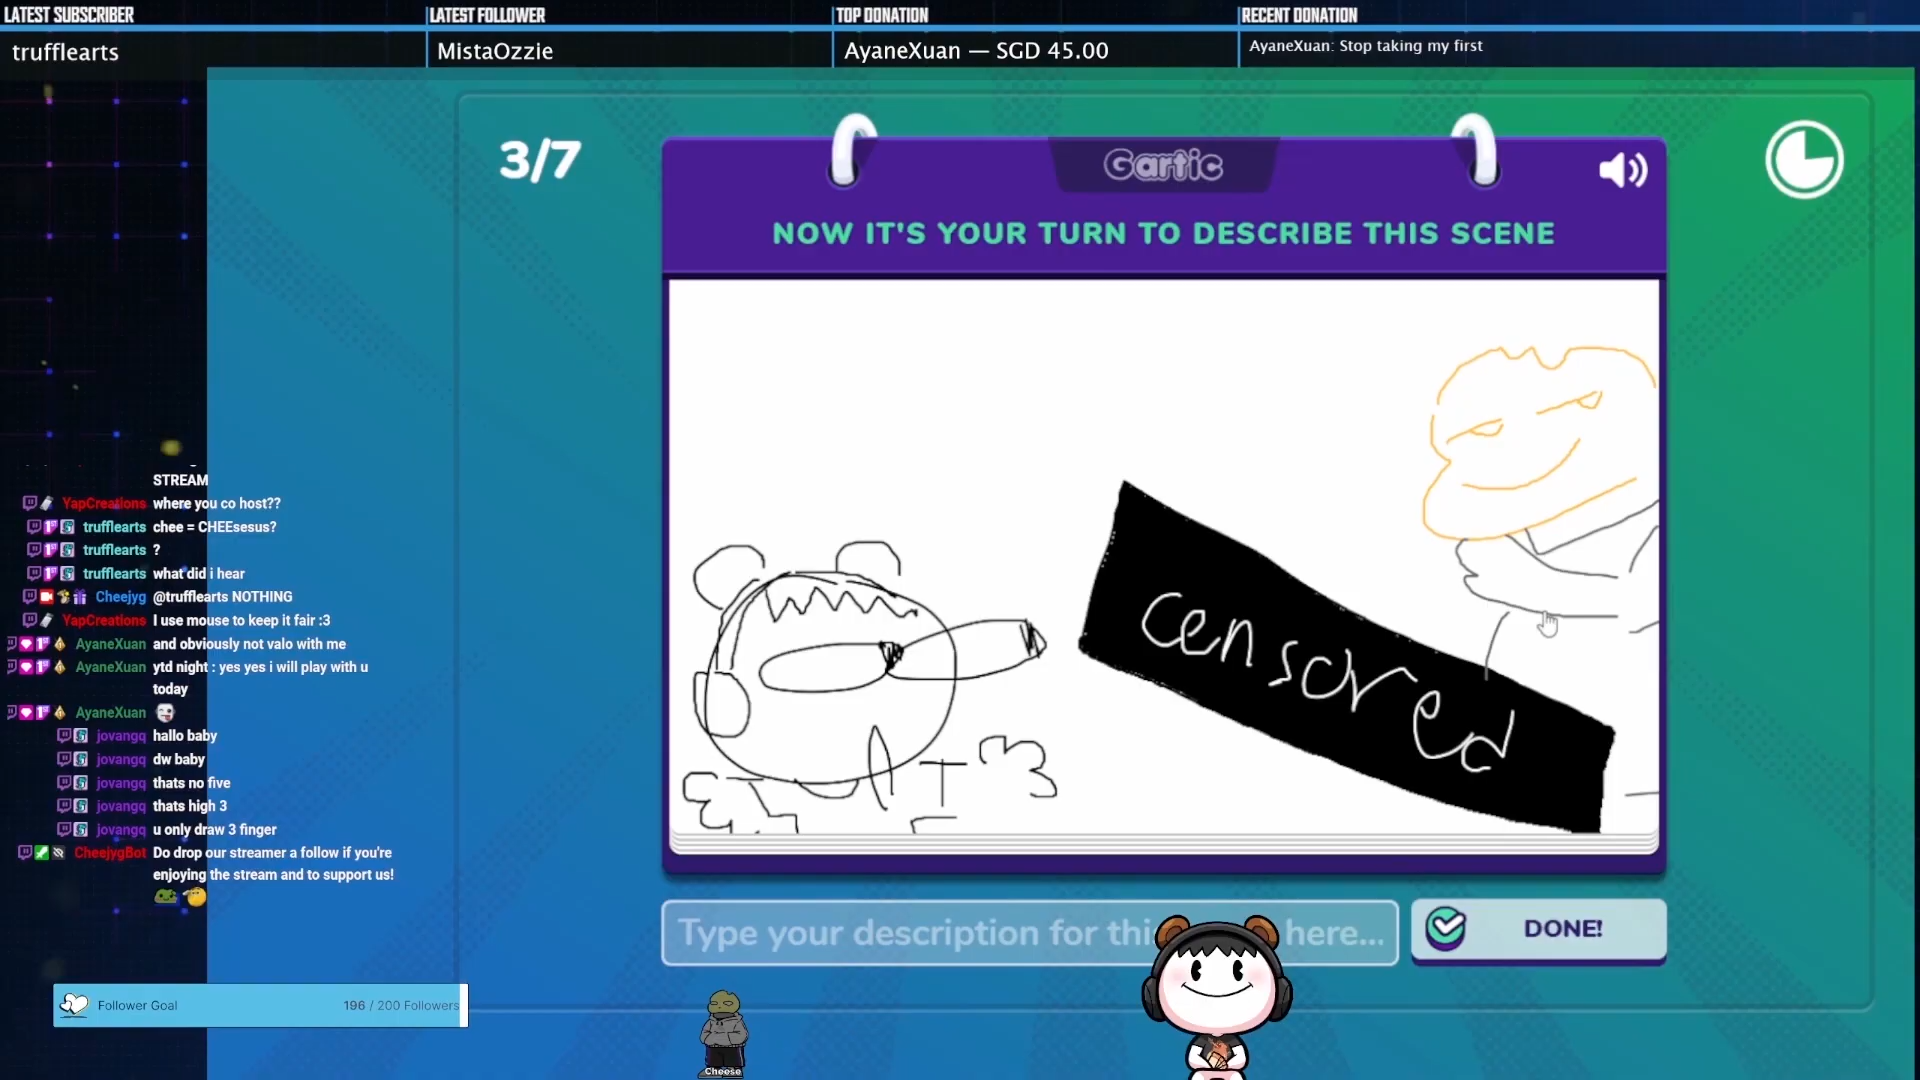 LATEST SUBSCRIBER
trufflearts
LATEST FOLLOWER
MistaOzzie
TOP DONATION
AyaneXuan — SGD 45.00
RECENT DONATION
AyaneXuan: Stop taking my first
3/7
Gartic
NOW IT'S YOUR TURN TO DESCRIBE THIS SCENE
censored
STREAM
YapCreations where you co host??
trufflearts chee = CHEEsesus?
trufflearts ?
trufflearts what did i hear
Cheejyg @trufflearts NOTHING
YapCreations I use mouse to keep it fair :3
AyaneXuan and obviously not valo with me
AyaneXuan ytd night : yes yes i will play with u
today
AyaneXuan
jovangq hallo baby
jovangq dw baby
jovangq thats no five
jovangq thats high 3
jovangq u only draw 3 finger
CheejygBot Do drop our streamer a follow if you're
enjoying the stream and to support us!
Type your description for thi here...
DONE!
Follower Goal 196 / 200 Followers
Cheese